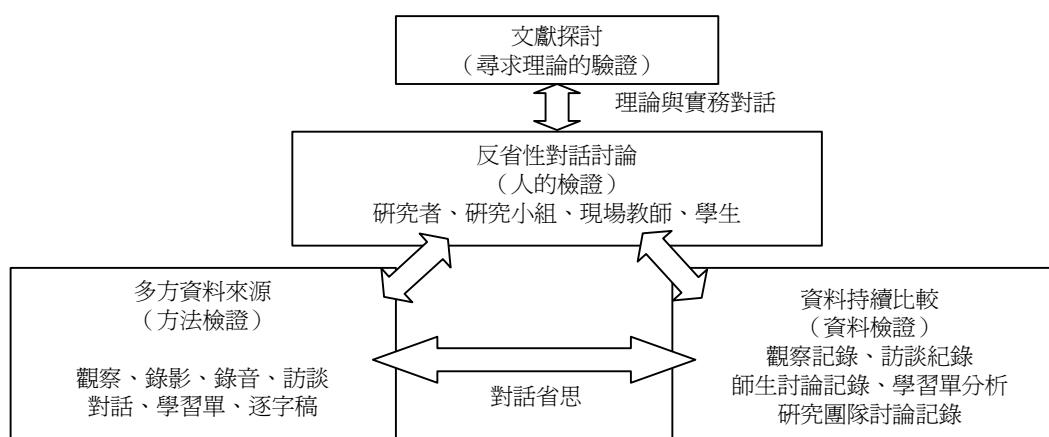 文獻探討
（尋求理論的驗證）
理論與實務對話
反省性對話討論
（人的檢證）
研究者、研究小組、現場教師、學生
多方資料來源
（方法檢證）
觀察、錄影、錄音、訪談
對話、學習單、逐字稿
對話省思
資料持續比較
（資料檢證）
觀察記錄、訪談紀錄
師生討論記錄、學習單分析
研究團隊討論記錄